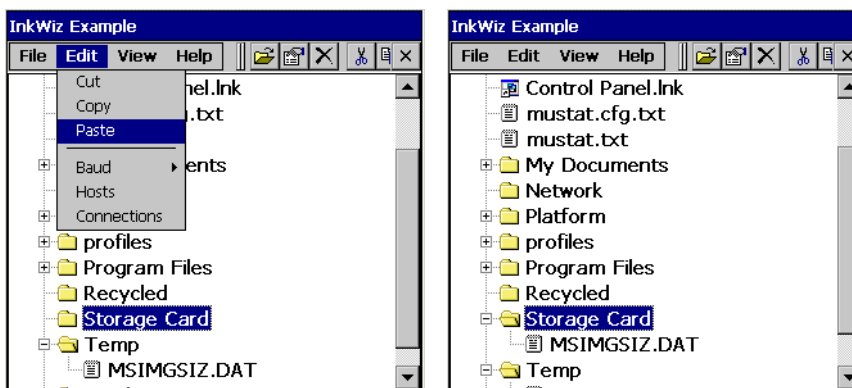 InkWiz Example
File Edit View Help
Cut
Copy
Paste
Baud
Hosts
Connections
nel.lnk
.txt
ents
profiles
Program Files
Recycled
Storage Card
Temp
MSIMGSIZ.DAT
InkWiz Example
File Edit View Help
Control Panel.lnk
mustat.cfg.txt
mustat.txt
My Documents
Network
Platform
profiles
Program Files
Recycled
Storage Card
MSIMGSIZ.DAT
Temp